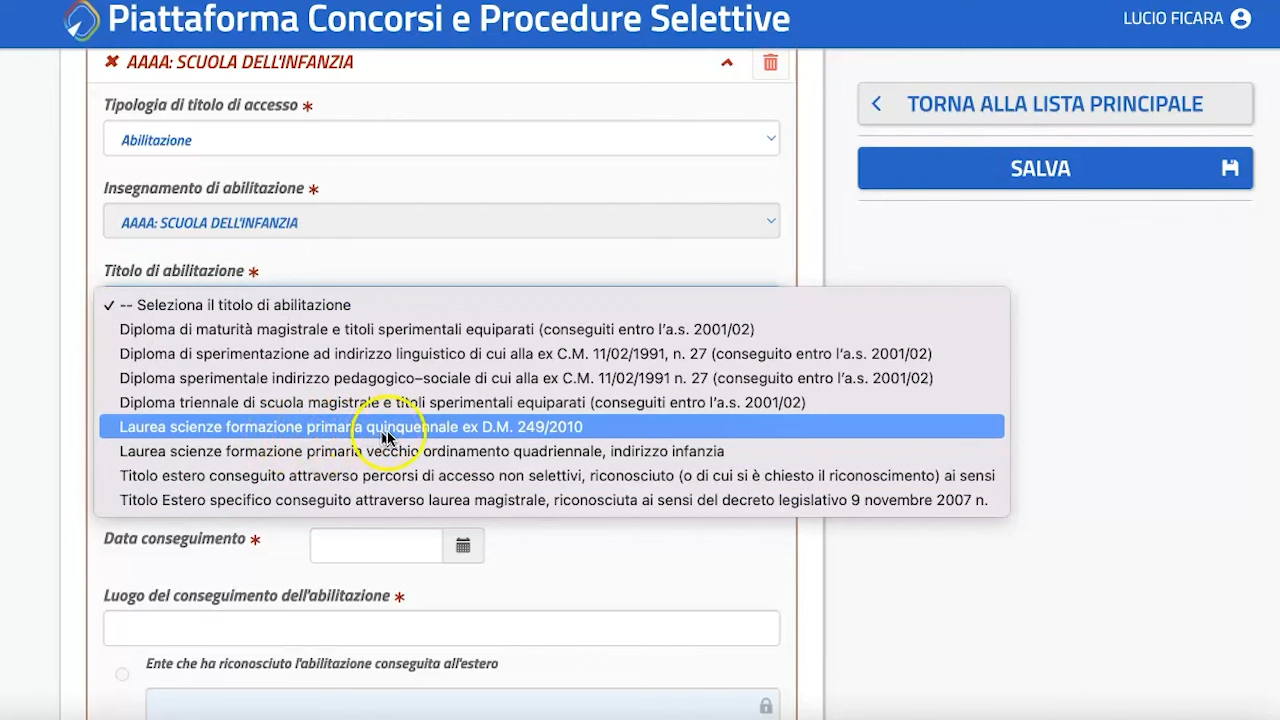 Piattaforma Concorsi e Procedure Selettive
LUCIO FICARA
AAAA: SCUOLA DELL'INFANZIA
Tipologia di titolo di accesso *
Abilitazione
Insegnamento di abilitazione *
AAAA: SCUOLA DELL'INFANZIA
Titolo di abilitazione *
✓ -- Seleziona il titolo di abilitazione
Diploma di maturità magistrale e titoli sperimentali equiparati (conseguiti entro l'a.s. 2001/02)
Diploma di sperimentazione ad indirizzo linguistico di cui alla ex C.M. 11/02/1991, n. 27 (conseguito entro l'a.s. 2001/02)
Diploma sperimentale indirizzo pedagogico–sociale di cui alla ex C.M. 11/02/1991 n. 27 (conseguito entro l'a.s. 2001/02)
Diploma triennale di scuola magistrale e titoli sperimentali equiparati (conseguiti entro l'a.s. 2001/02)
Laurea scienze formazione primaria quinquennale ex D.M. 249/2010
Laurea scienze formazione primaria vecchio ordinamento quadriennale, indirizzo infanzia
Titolo estero conseguito attraverso percorsi di accesso non selettivi, riconosciuto (o di cui si è chiesto il riconoscimento) ai sensi
Titolo Estero specifico conseguito attraverso laurea magistrale, riconosciuta ai sensi del decreto legislativo 9 novembre 2007 n.
Data conseguimento *
Luogo del conseguimento dell'abilitazione *
Ente che ha riconosciuto l'abilitazione conseguita all'estero
TORNA ALLA LISTA PRINCIPALE
SALVA